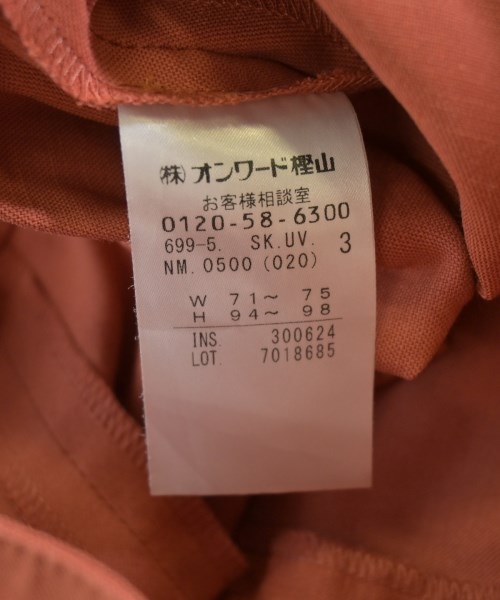 ㈱オンワード樫山
お客様相談室
0120-58-6300
699-5. SK.UV. 3
NM. 0500 (020)
W 71～ 75
H 94～ 98
INS. 300624
LOT. 7018685